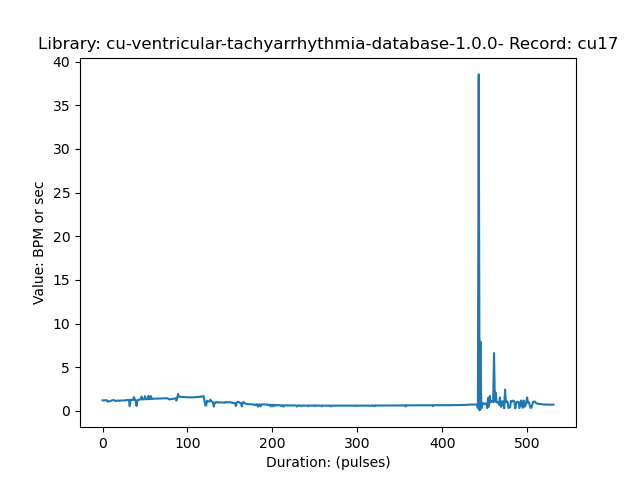 Library: cu-ventricular-tachyarrhythmia-database-1.0.0- Record: cu17
40
35
30
25
20
15
10
5
0
Value: BPM or sec
0 100 200 300 400 500
Duration: (pulses)